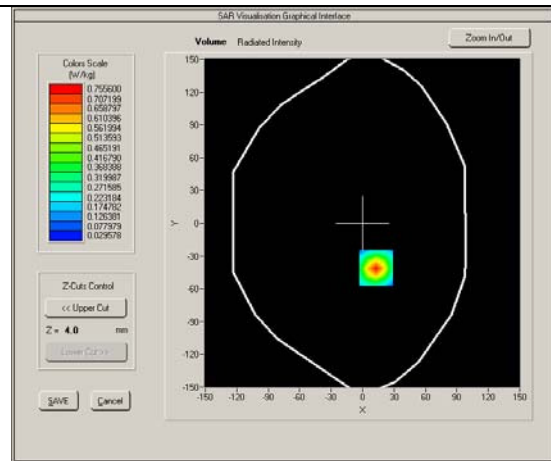 SAR Visualisation Graphical Interface
Volume Radiated Intensity
Zoom In/Out
Colors Scale
(W/kg)
0.755600
0.707199
0.658797
0.610396
0.561994
0.513593
0.465191
0.416790
0.368388
0.319987
0.271585
0.223184
0.174782
0.126381
0.077979
0.029578
Z-Cuts Control
<< Upper Cut
Z = 4.0 mm
Lower Cut >>
SAVE Cancel
150
120
90
60
30
0
-30
-60
-90
-120
-150
Y
-150 -120 -90 -60 -30 0 30 60 90 120 150
X